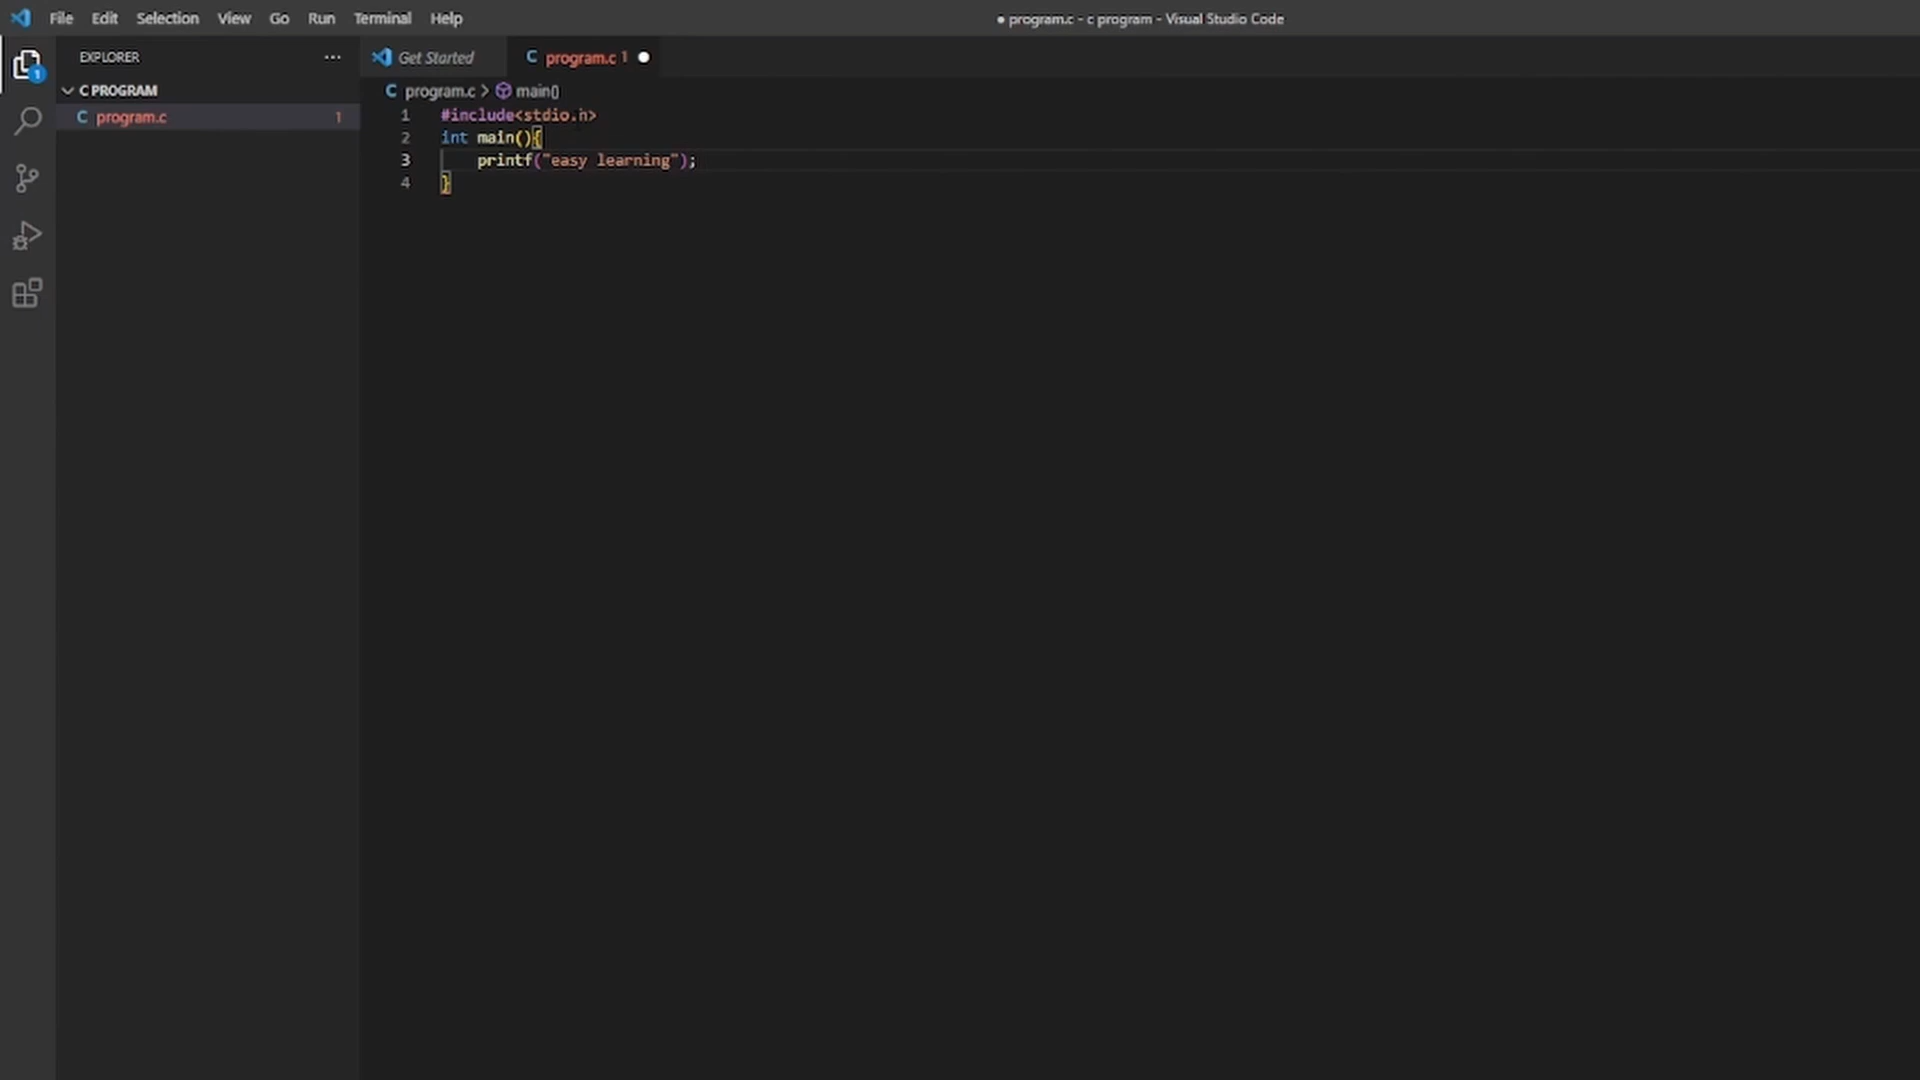 File Edit Selection View Go Run Terminal Help
● program.c - c program - Visual Studio Code
EXPLORER ...
C PROGRAM
C program.c 1
1
Get Started
C program.c 1 ●
C program.c > main()
1 #include<stdio.h>
2 int main(){
3 printf("easy learning");
4 }